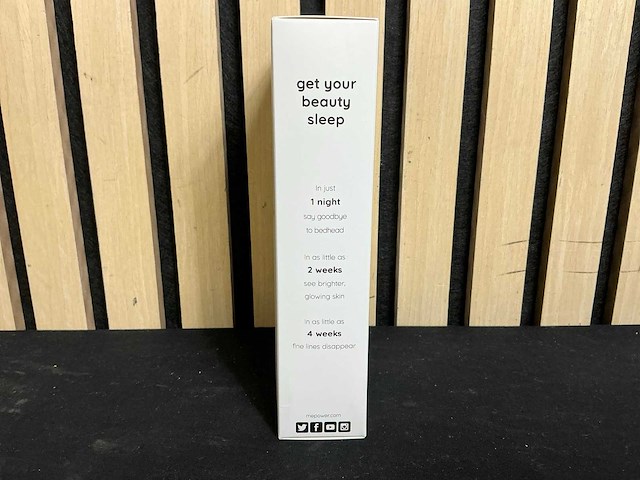 get your
beauty
sleep
In just
1 night
say goodbye
to bedhead
In as little as
2 weeks
see brighter,
glowing skin
In as little as
4 weeks
fine lines disappear
mepower.com